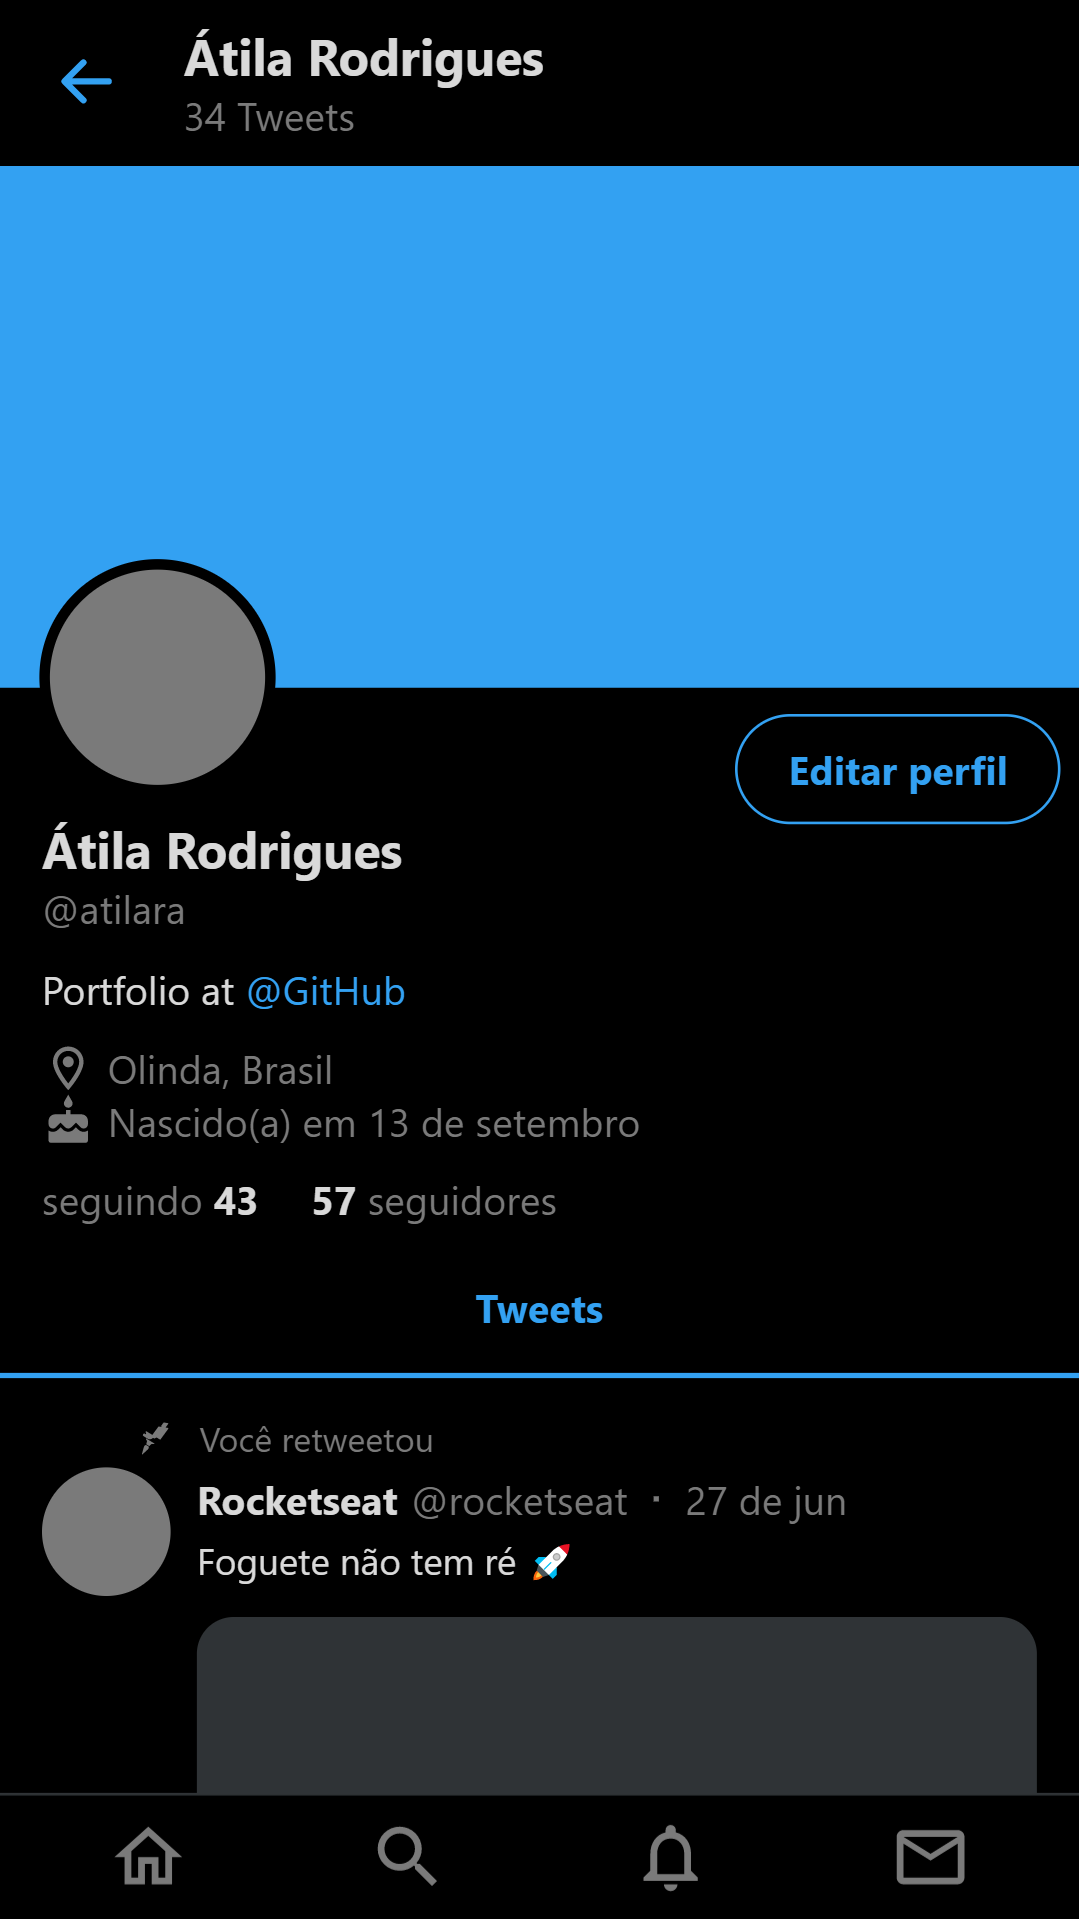 Átila Rodrigues
34 Tweets
Editar perfil
Átila Rodrigues
@atilara
Portfolio at @GitHub
Olinda, Brasil
Nascido(a) em 13 de setembro
seguindo 43 57 seguidores
Tweets
Você retweetou
Rocketseat @rocketseat · 27 de jun
Foguete não tem ré 🚀